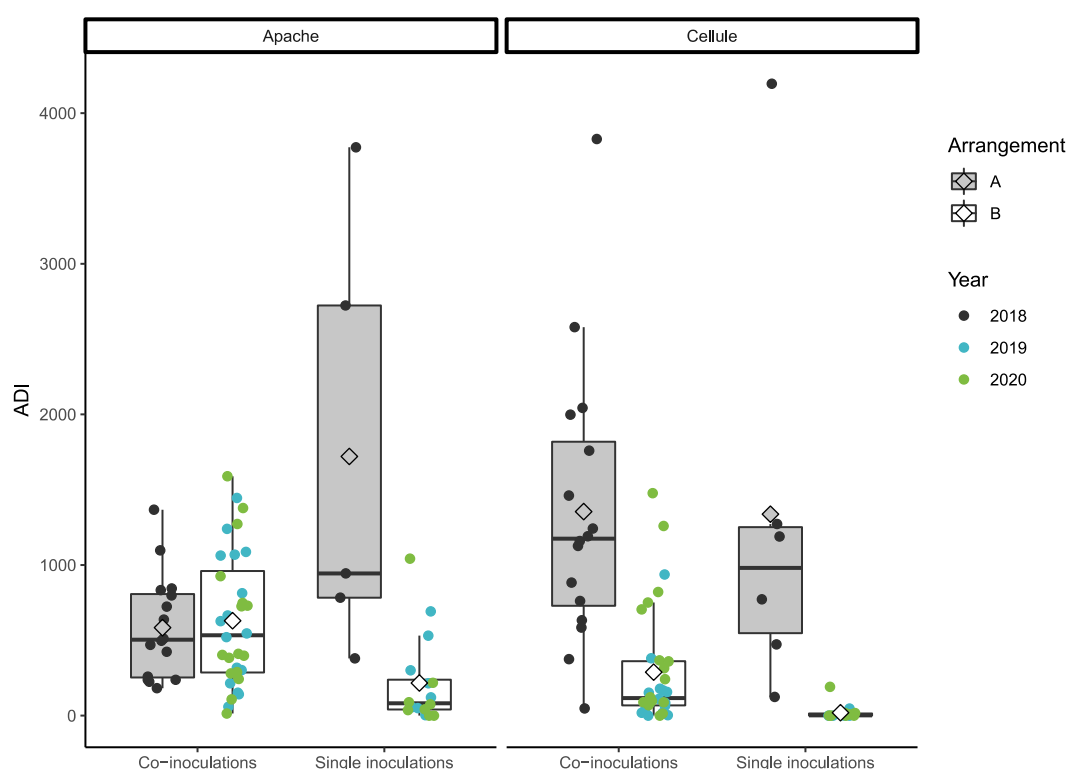 Apache
Cellule
4000
3000
2000
1000
0
ADI
Co-inoculations
Single inoculations
Co-inoculations
Single inoculations
Arrangement
A
B
Year
2018
2019
2020